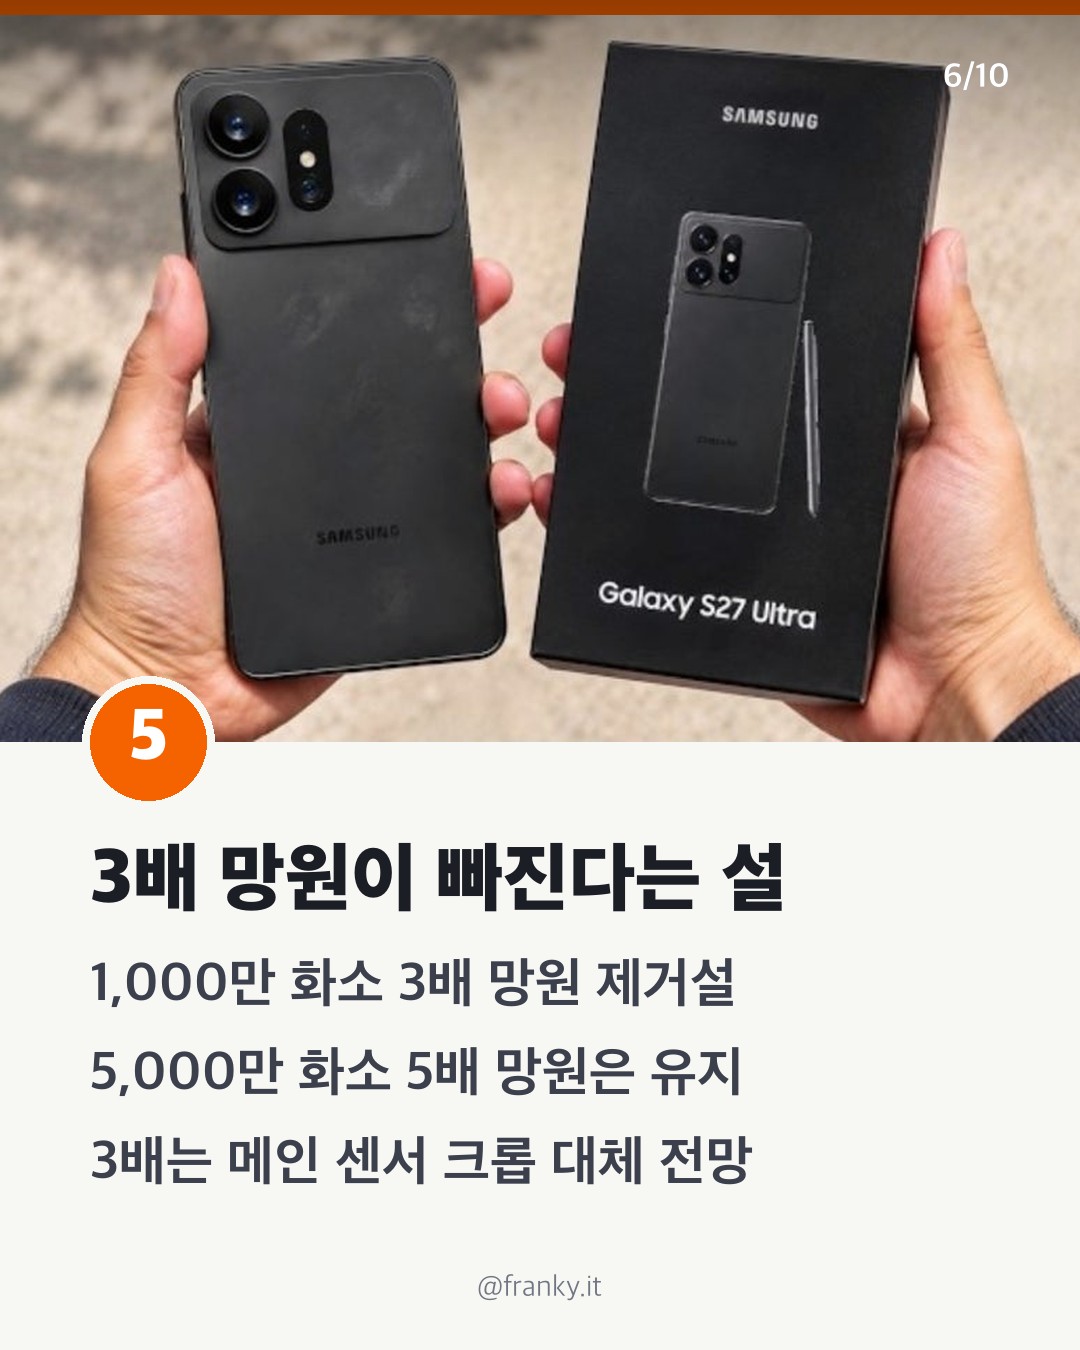 6/10
SAMSUNG
SAMSUNG
SAMSUNG
Galaxy S27 Ultra
5
3배 망원이 빠진다는 설
1,000만 화소 3배 망원 제거설
5,000만 화소 5배 망원은 유지
3배는 메인 센서 크롭 대체 전망
@franky.it